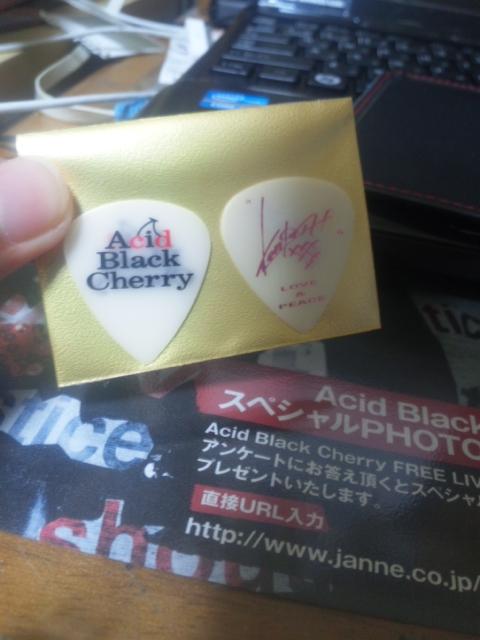 Acid
Black
Cherry
LOVE
&
PEACE
Acid Black
スペシャルPHOTO
Acid Black Cherry FREE LIV
アンケートにお答え頂くとスペシャル
プレゼントいたします。
直接URL入力
http://www.janne.co.jp/